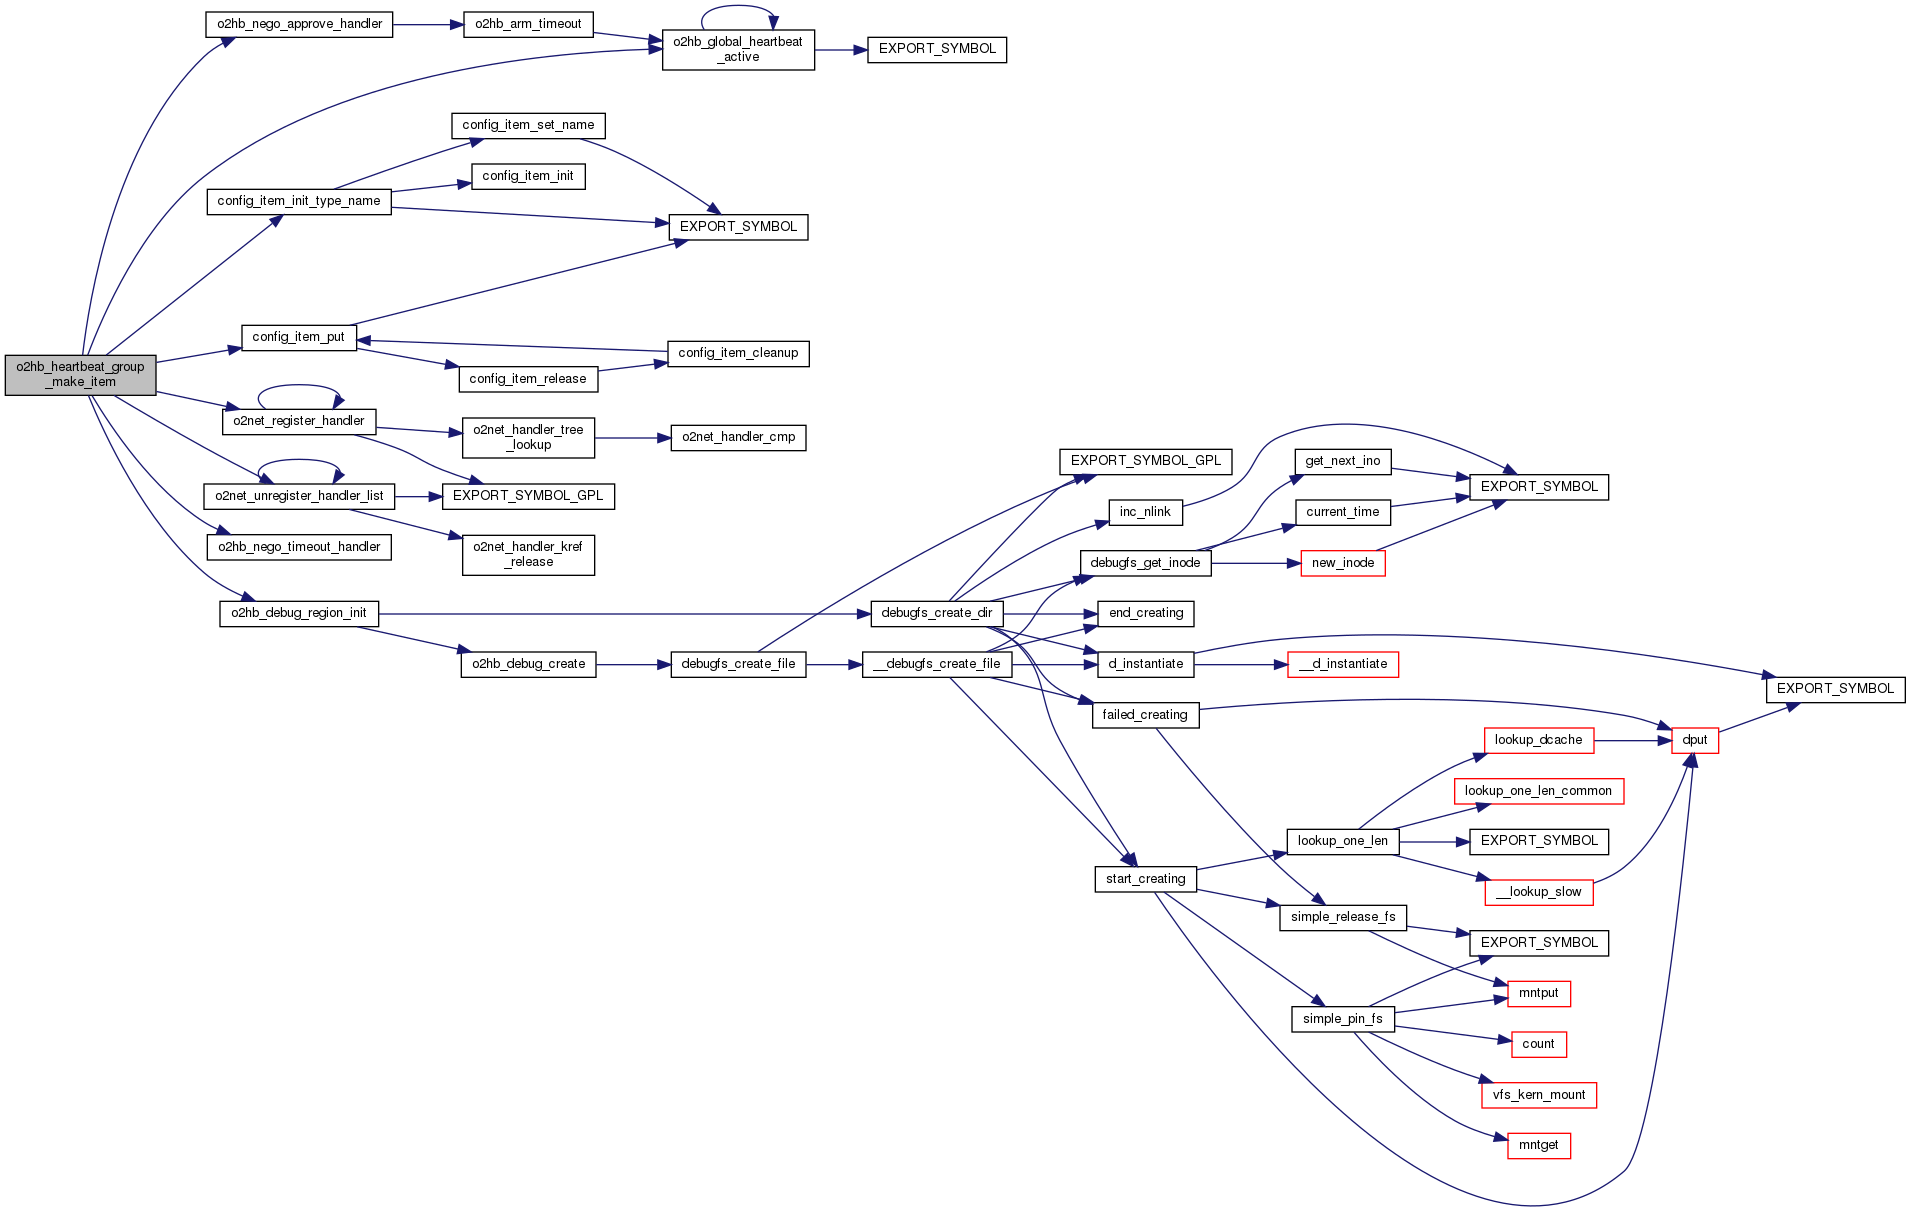 o2hb_nego_approve_handler
o2hb_arm_timeout
o2hb_global_heartbeat
_active
EXPORT_SYMBOL
config_item_set_name
config_item_init
config_item_init_type_name
EXPORT_SYMBOL
config_item_put
config_item_cleanup
config_item_release
o2hb_heartbeat_group
_make_item
o2net_register_handler
o2net_handler_tree
_lookup
o2net_handler_cmp
o2net_unregister_handler_list
EXPORT_SYMBOL_GPL
o2hb_nego_timeout_handler
o2net_handler_kref
_release
o2hb_debug_region_init
o2hb_debug_create
debugfs_create_file
debugfs_create_dir
__debugfs_create_file
EXPORT_SYMBOL_GPL
inc_nlink
debugfs_get_inode
end_creating
d_instantiate
failed_creating
start_creating
get_next_ino
current_time
new_inode
EXPORT_SYMBOL
__d_instantiate
EXPORT_SYMBOL
lookup_dcache
dput
lookup_one_len_common
lookup_one_len
EXPORT_SYMBOL
__lookup_slow
simple_release_fs
EXPORT_SYMBOL
mntput
simple_pin_fs
count
vfs_kern_mount
mntget